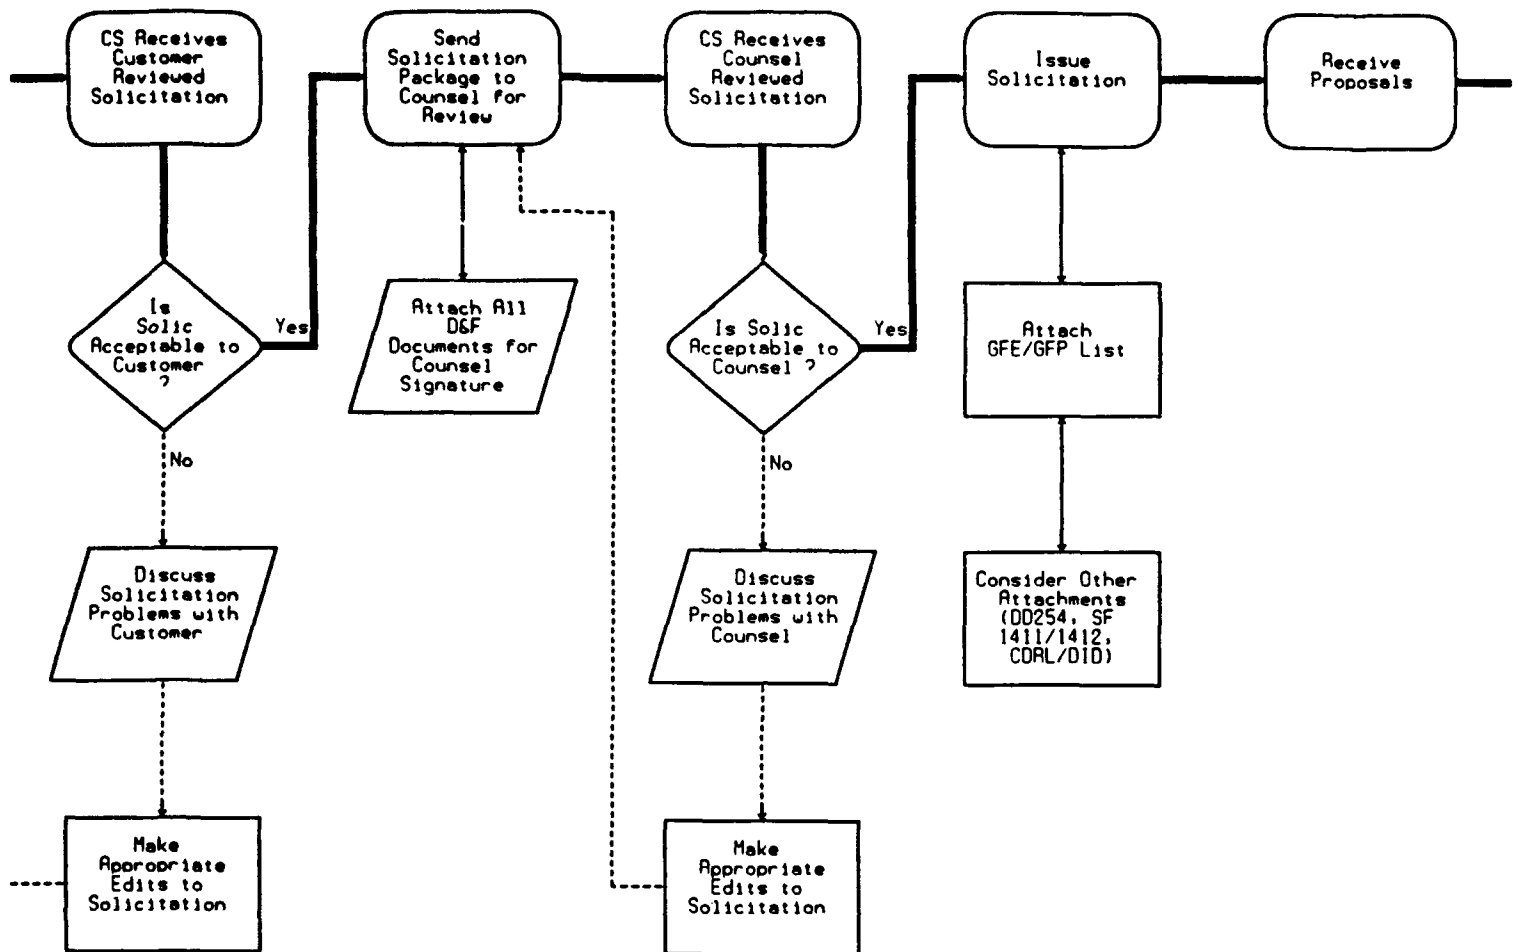 CS Receives
Customer
Reviewed
Solicitation
Send
Solicitation
Package to
Counsel for
Review
CS Receives
Counsel
Reviewed
Solicitation
Issue
Solicitation
Receive
Proposals
Is
Solic
Acceptable to
Customer
?
Yes
No
Attach All
D&F
Documents for
Counsel
Signature
Is Solic
Acceptable to
Counsel ?
Yes
No
Attach
GFE/GFP List
Discuss
Solicitation
Problems with
Customer
Discuss
Solicitation
Problems with
Counsel
Consider Other
Attachments
(DD254, SF
1411/1412,
CDRL/DID)
Make
Appropriate
Edits to
Solicitation
Make
Appropriate
Edits to
Solicitation